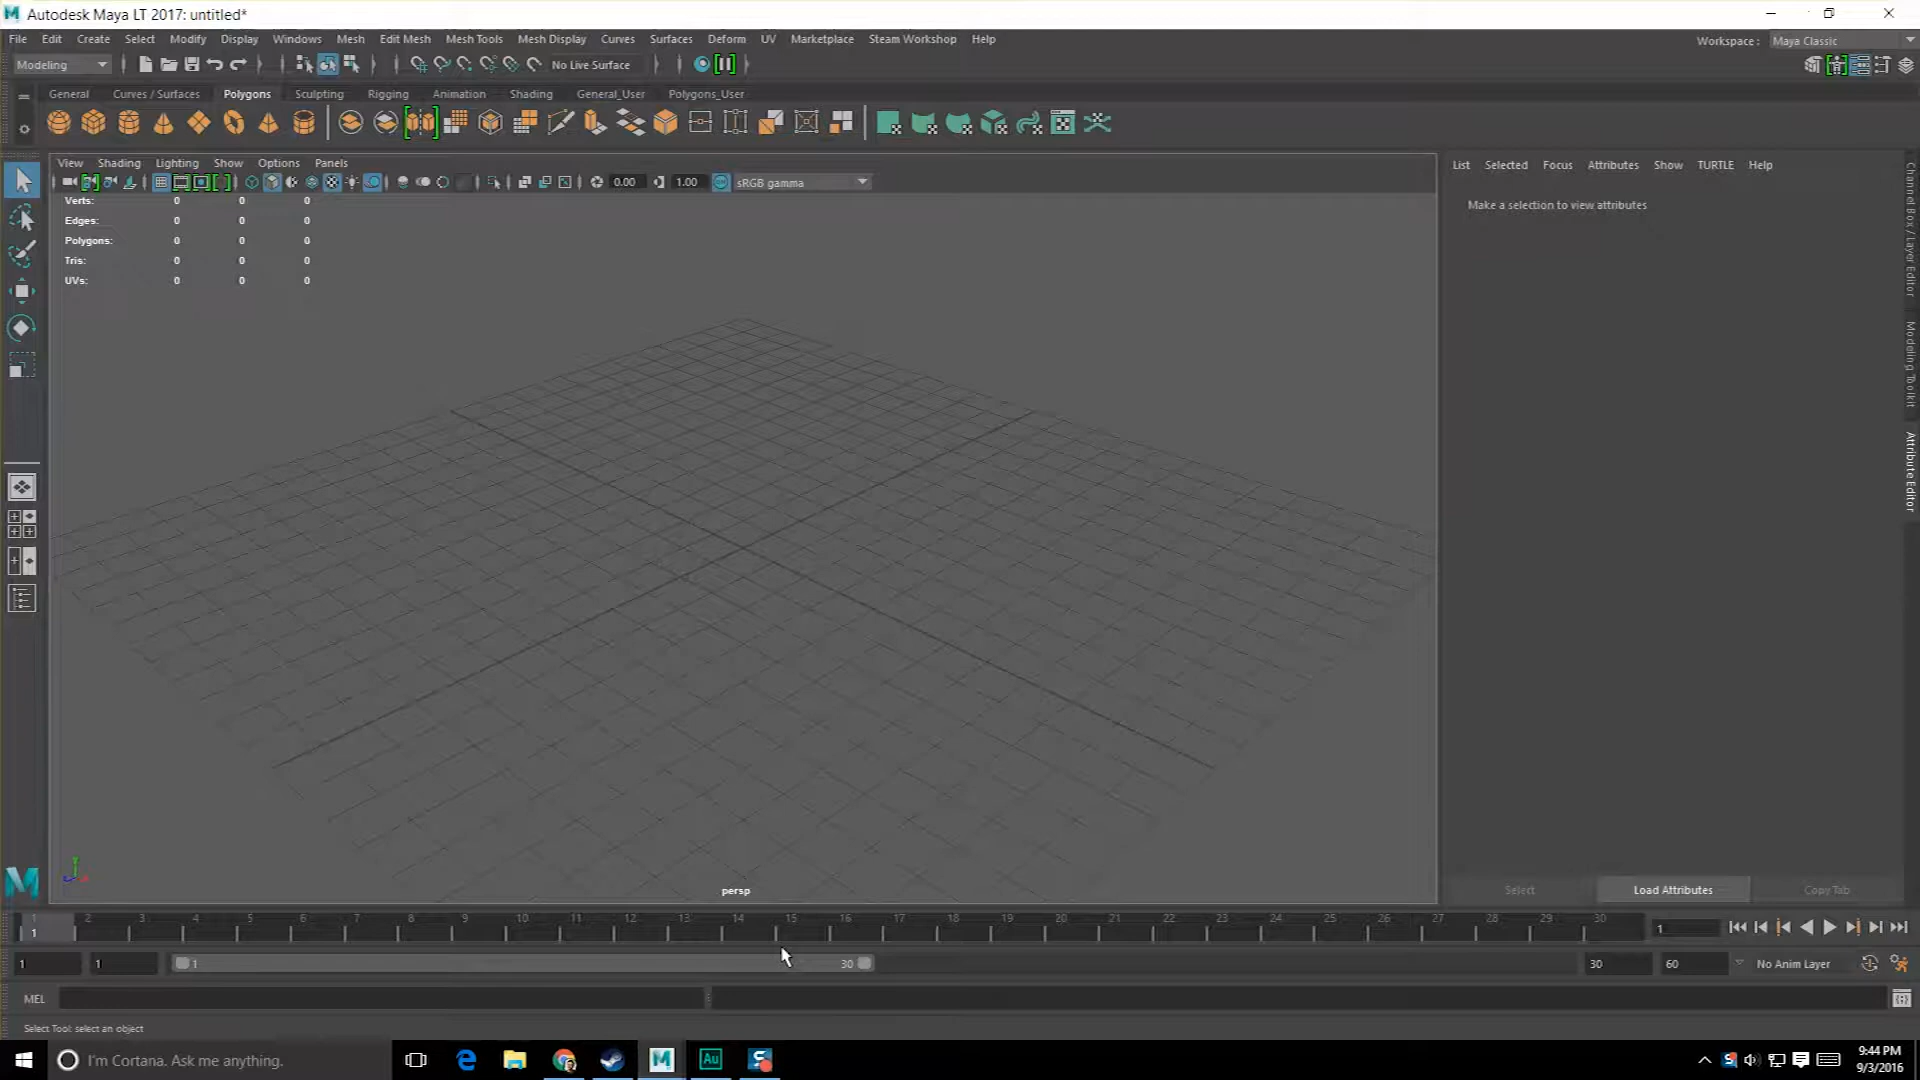 Autodesk Maya LT 2017: untitled*
File Edit Create Select Modify Display Windows Mesh Edit Mesh Mesh Tools Mesh Display Curves Surfaces Deform UV Marketplace Steam Workshop Help
Workspace : Maya Classic
Modeling
No Live Surface
General Curves / Surfaces Polygons Sculpting Rigging Animation Shading General_User Polygons_User
View Shading Lighting Show Options Panels
0.00 1.00 sRGB gamma
List Selected Focus Attributes Show TURTLE Help
Make a selection to view attributes
Verts: 0 0 0
Edges: 0 0 0
Polygons: 0 0 0
Tris: 0 0 0
UVs: 0 0 0
Channel Box / Layer Editor
Modeling Toolkit
Attribute Editor
persp
Select Load Attributes Copy Tab
1 2 3 4 5 6 7 8 9 10 11 12 13 14 15 16 17 18 19 20 21 22 23 24 25 26 27 28 29 30
1 1
1 1 1 30 30 60 No Anim Layer
MEL
Select Tool: select an object
I'm Cortana. Ask me anything.
Au
9:44 PM
9/3/2016